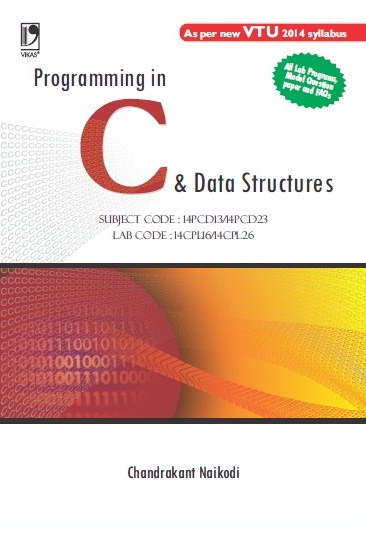 VIKAS®
As per new VTU 2014 syllabus
All Lab Programs,
Model Question
paper and FAQs
Programming in
C
& Data Structures
SUBJECT CODE : 14PCD13/14PCD23
LAB CODE : 14CPL16/14CPL26
Chandrakant Naikodi